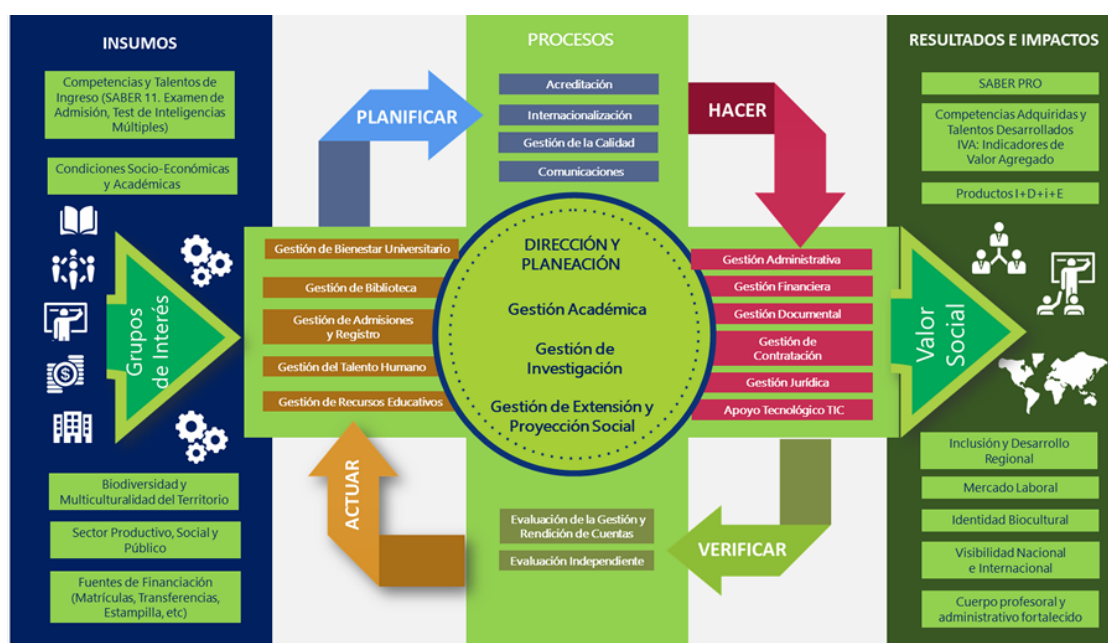 INSUMOS
Competencias y Talentos de
Ingreso (SABER 11. Examen de
Admisión, Test de Inteligencias
Múltiples)
Condiciones Socio-Económicas
y Académicas
Grupos
de Interés
Biodiversidad y
Multiculturalidad del Territorio
Sector Productivo, Social y
Público
Fuentes de Financiación
(Matrículas, Transferencias,
Estampilla, etc)
PLANIFICAR
PROCESOS
Acreditación
Internacionalización
Gestión de la Calidad
Comunicaciones
HACER
Gestión de Bienestar Universitario
Gestión de Biblioteca
Gestión de Admisiones
y Registro
Gestión del Talento Humano
Gestión de Recursos Educativos
DIRECCIÓN Y
PLANEACIÓN
Gestión Académica
Gestión de
Investigación
Gestión de Extensión y
Proyección Social
Gestión Administrativa
Gestión Financiera
Gestión Documental
Gestión de
Contratación
Gestión Jurídica
Apoyo Tecnológico TIC
ACTUAR
Evaluación de la Gestión y
Rendición de Cuentas
Evaluación Independiente
VERIFICAR
RESULTADOS E IMPACTOS
SABER PRO
Competencias Adquiridas y
Talentos Desarrollados
IVA: Indicadores de
Valor Agregado
Productos I+D+i+E
Valor
Social
Inclusión y Desarrollo
Regional
Mercado Laboral
Identidad Biocultural
Visibilidad Nacional
e Internacional
Cuerpo profesoral y
administrativo fortalecido